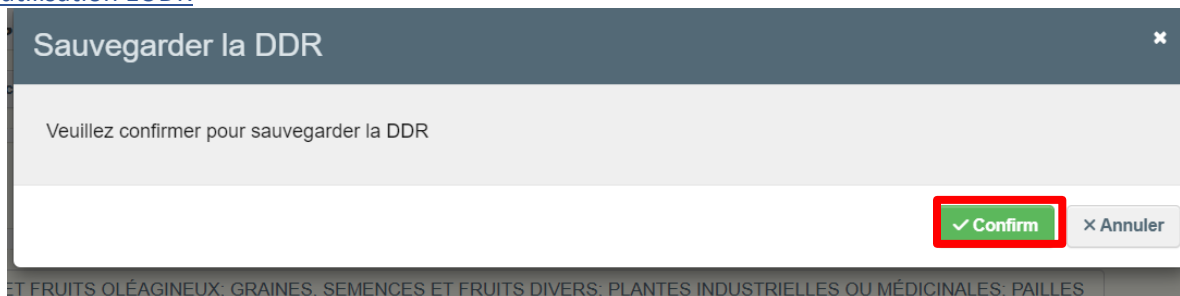 Sauvegarder la DDR
Veuillez confirmer pour sauvegarder la DDR
Confirm
Annuler
ET FRUITS OLÉAGINEUX; GRAINES, SEMENCES ET FRUITS DIVERS; PLANTES INDUSTRIELLES OU MÉDICINALES; PAILLES